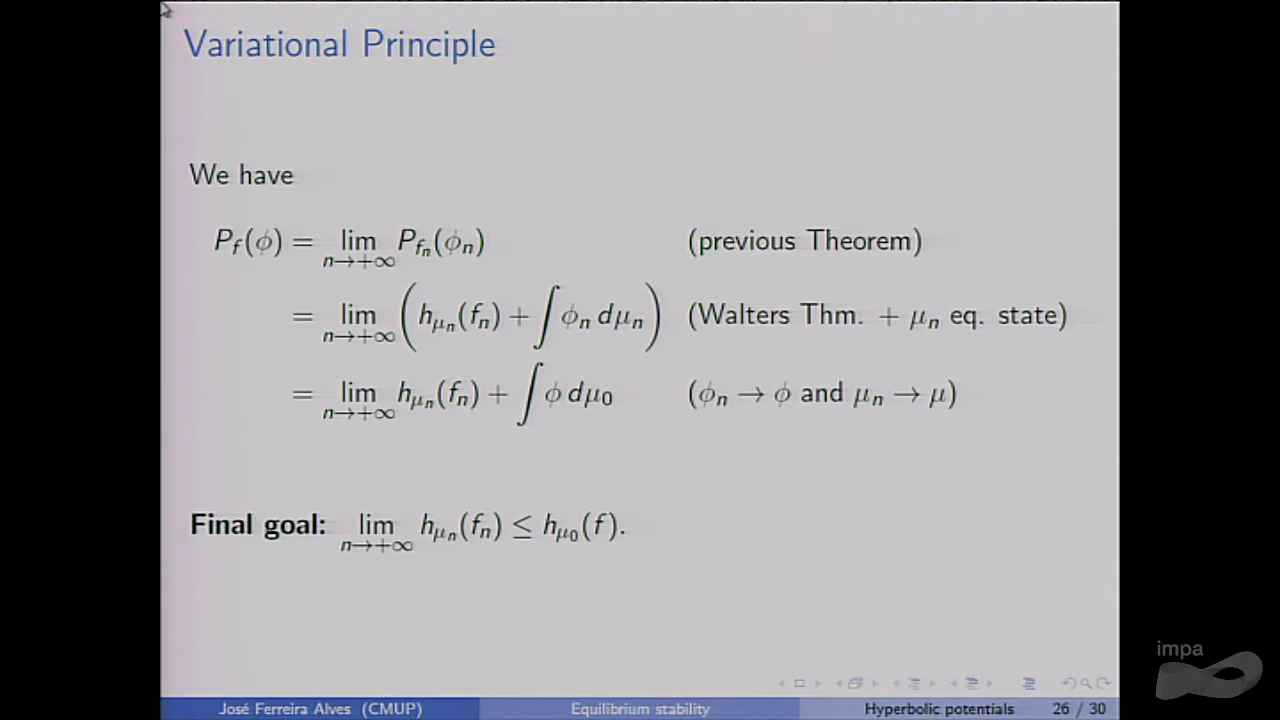 Variational Principle
We have
P_f(ϕ) = lim_{n→+∞} P_{f_n}(ϕ_n) (previous Theorem)
= lim_{n→+∞} ( h_{μ_n}(f_n) + ∫ ϕ_n dμ_n ) (Walters Thm. + μ_n eq. state)
= lim_{n→+∞} h_{μ_n}(f_n) + ∫ ϕ dμ_0 (ϕ_n → ϕ and μ_n → μ)
Final goal: lim_{n→+∞} h_{μ_n}(f_n) ≤ h_{μ_0}(f).
impa
José Ferreira Alves (CMUP) Equilibrium stability Hyperbolic potentials 26 / 30